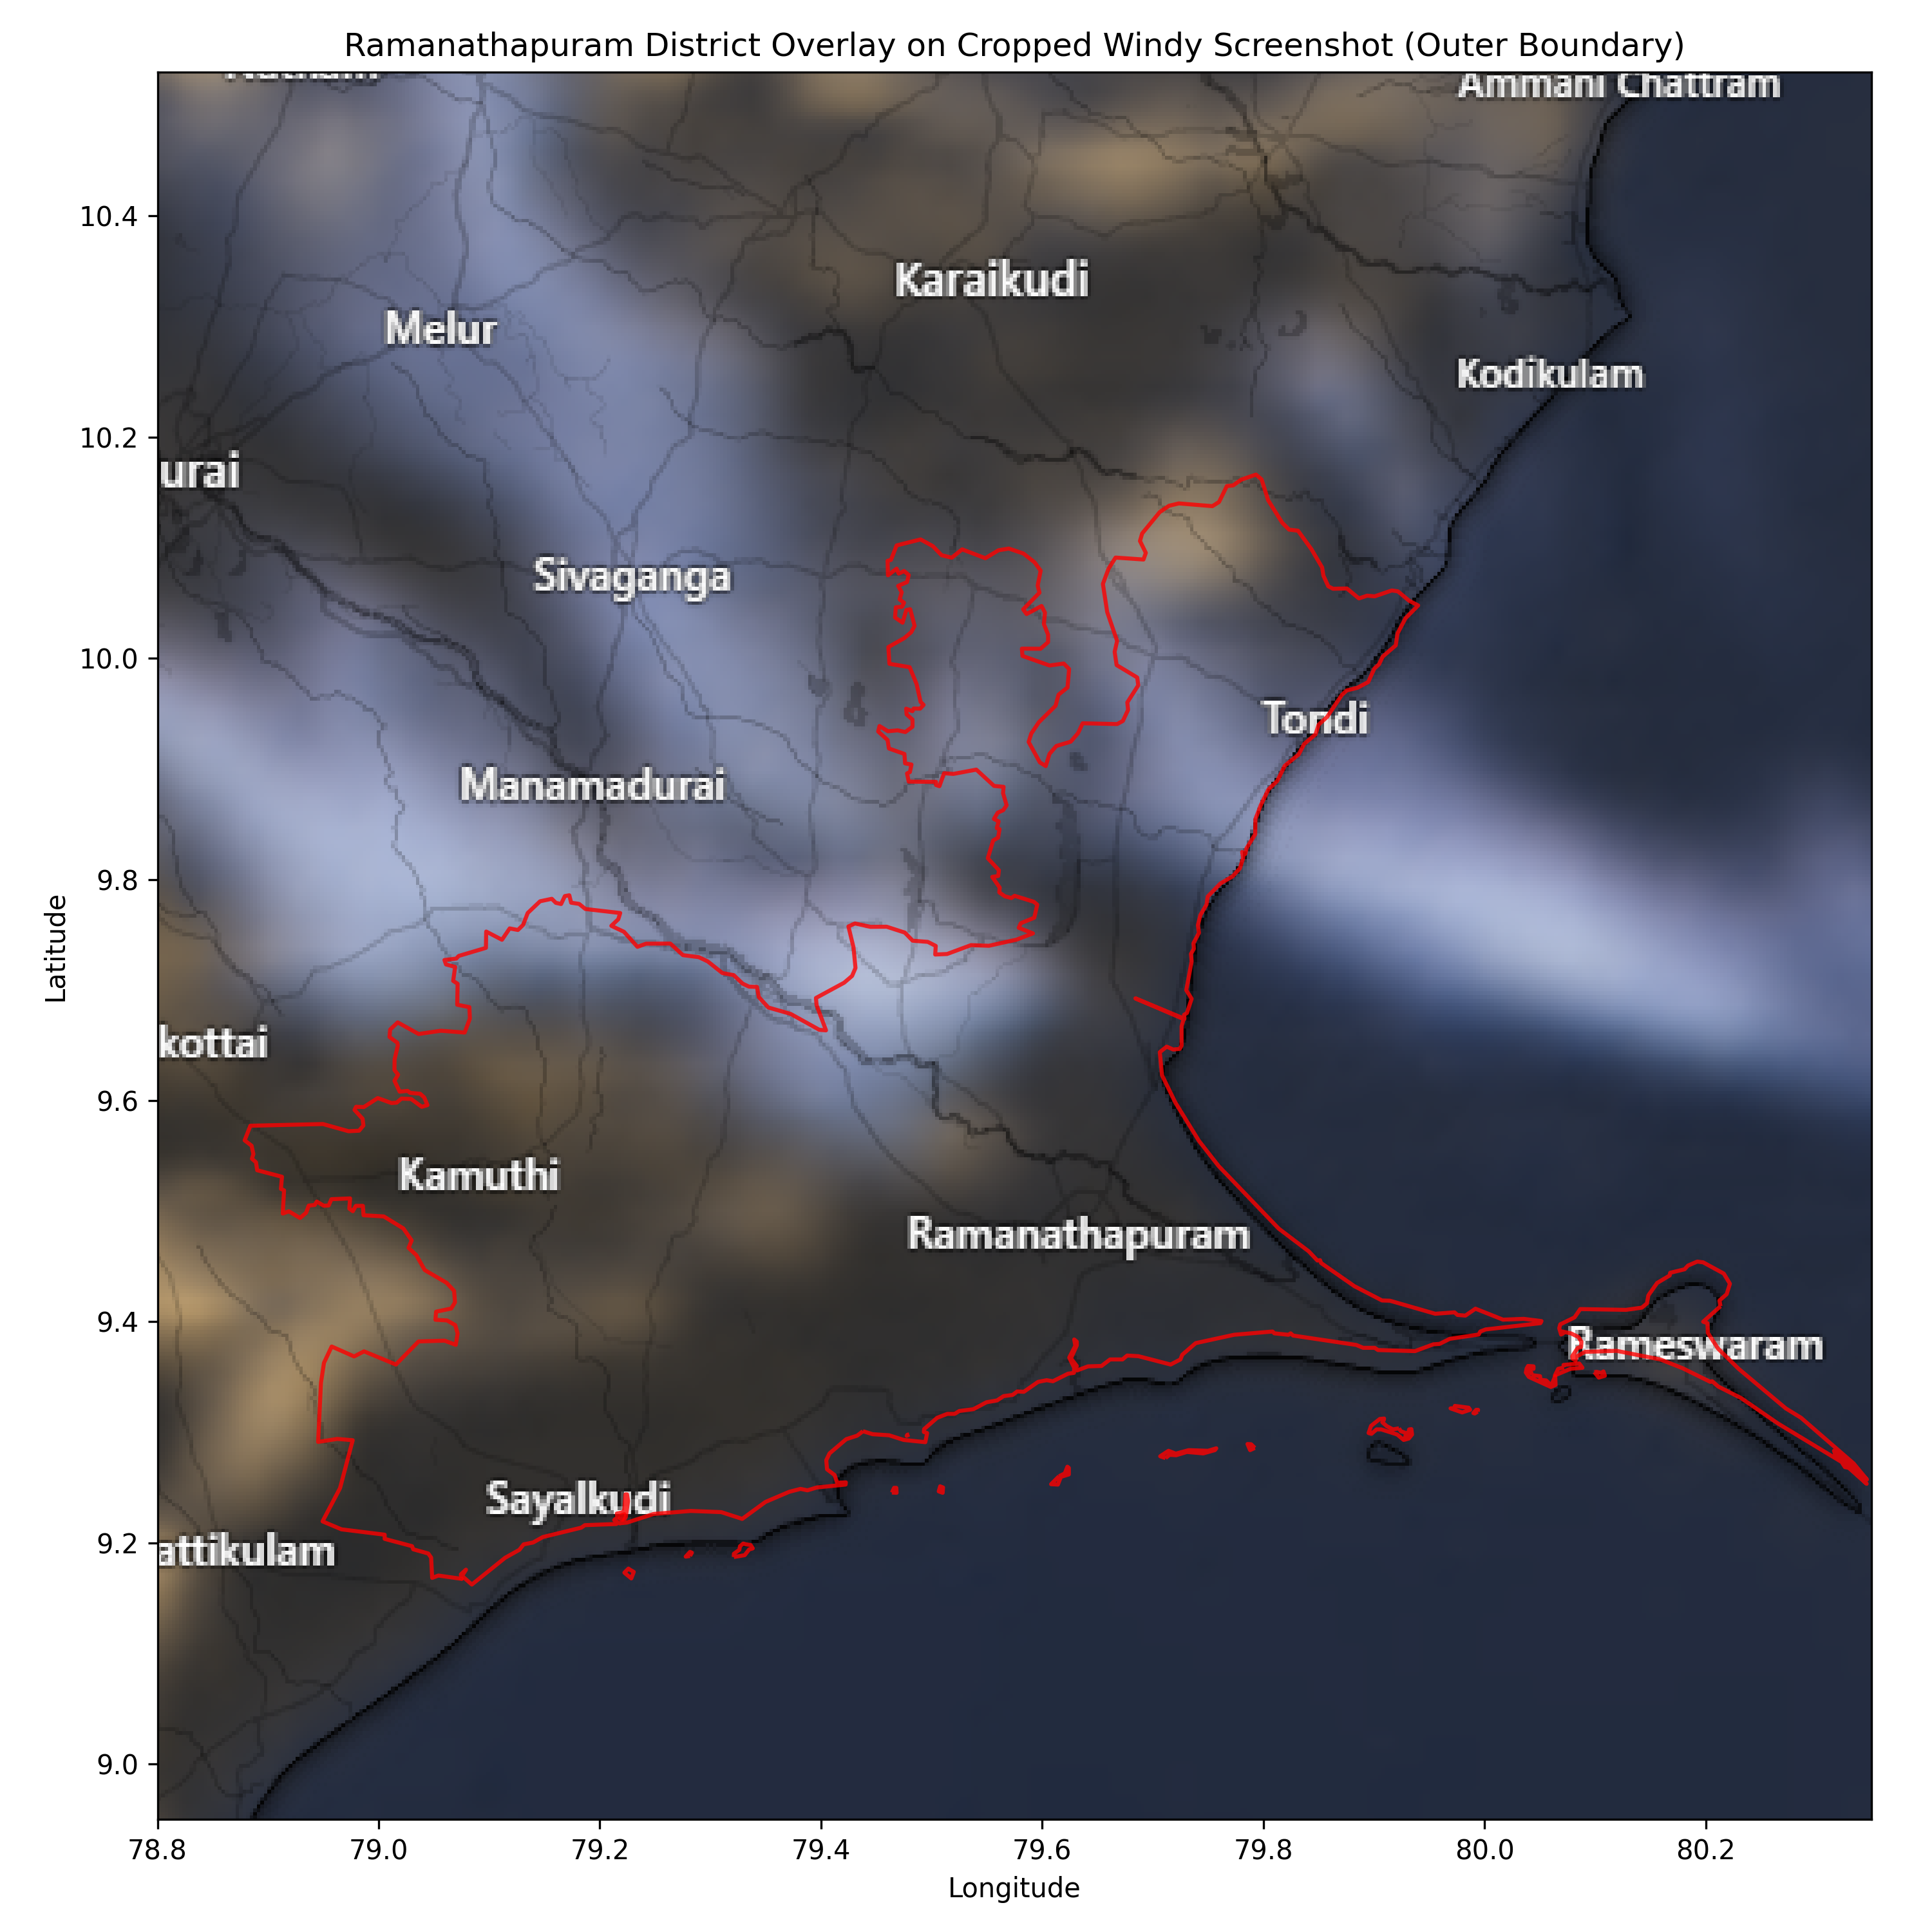 Ramanathapuram District Overlay on Cropped Windy Screenshot (Outer Boundary)
Ammani Chattram
Karaikudi
Melur
Kodikulam
urai
Sivaganga
Tondi
Manamadurai
kottai
Kamuthi
Ramanathapuram
Rameswaram
Sayalkudi
attikulam
Latitude
10.4
10.2
10.0
9.8
9.6
9.4
9.2
9.0
78.8 79.0 79.2 79.4 79.6 79.8 80.0 80.2
Longitude